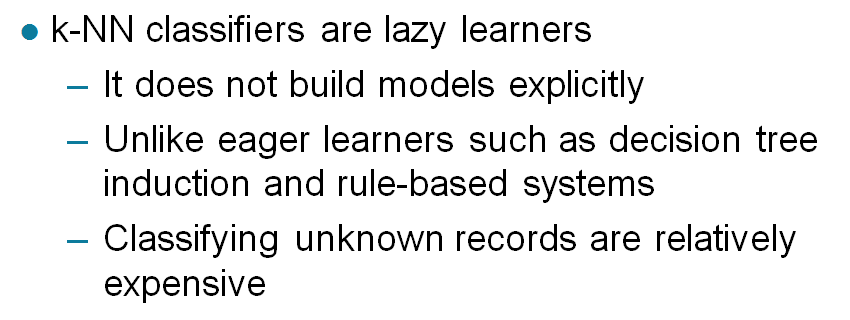 ● k-NN classifiers are lazy learners
– It does not build models explicitly
– Unlike eager learners such as decision tree
induction and rule-based systems
– Classifying unknown records are relatively
expensive